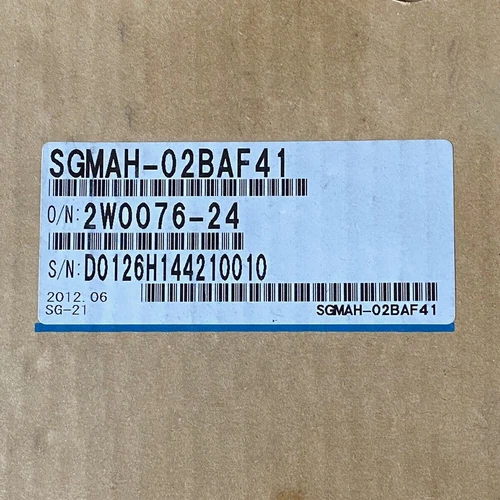 SGMAH-02BAF41
O/N: 2W0076-24
S/N: D0126H144210010
2012.06
SG-21
SGMAH-02BAF41